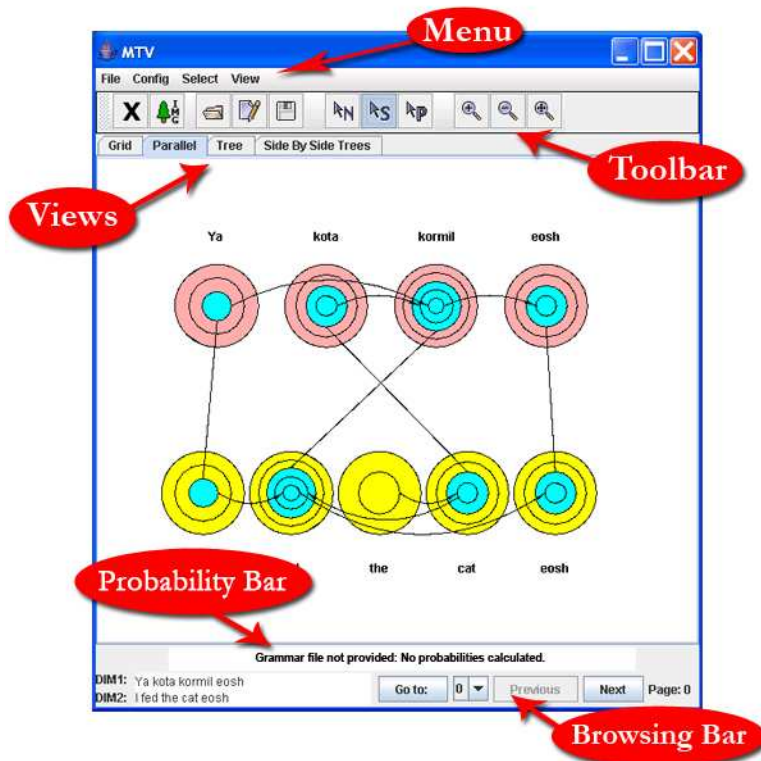 Menu
MTV
File Config Select View
X IMG N S P
Toolbar
Grid Parallel Tree Side By Side Trees
Views
Ya kota kormil eosh
the cat eosh
Probability Bar
Grammar file not provided: No probabilities calculated.
DIM1: Ya kota kormil eosh
DIM2: I fed the cat eosh
Go to: 0 Previous Next Page: 0
Browsing Bar